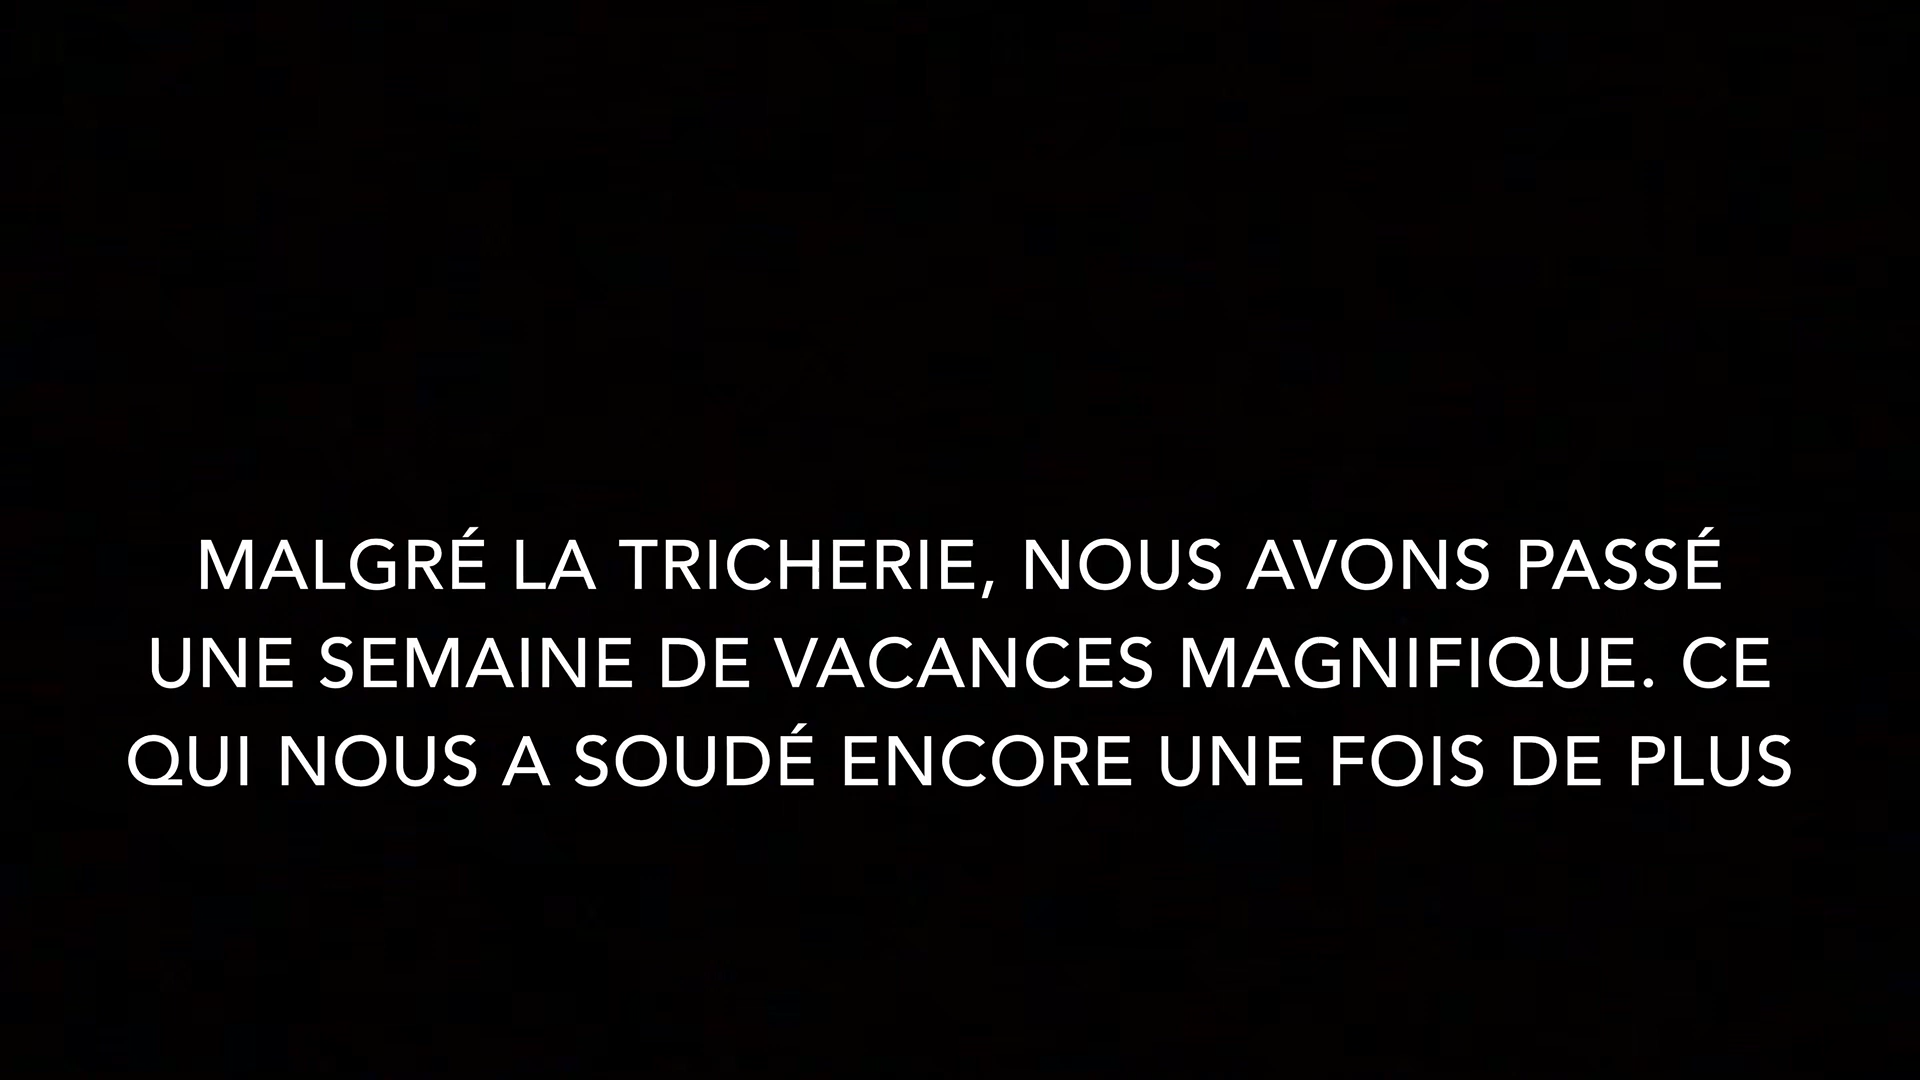 MALGRÉ LA TRICHERIE, NOUS AVONS PASSÉ
UNE SEMAINE DE VACANCES MAGNIFIQUE. CE
QUI NOUS A SOUDÉ ENCORE UNE FOIS DE PLUS